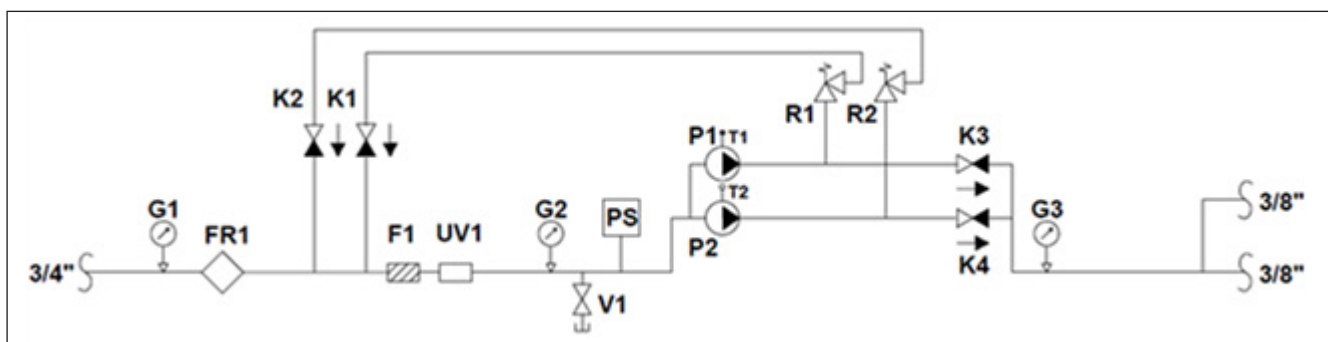 K2 K1
R1 R2
P1 T1
K3
T2
G1
FR1
F1 UV1
G2
PS
P2
G3
3/8"
K4
3/4"
V1
3/8"